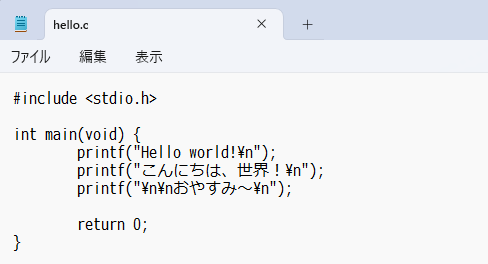 hello.c
ファイル 編集 表示
#include <stdio.h>
int main(void) {
printf("Hello world!¥n");
printf("こんにちは、世界！¥n");
printf("¥n¥nおやすみ～¥n");
return 0;
}